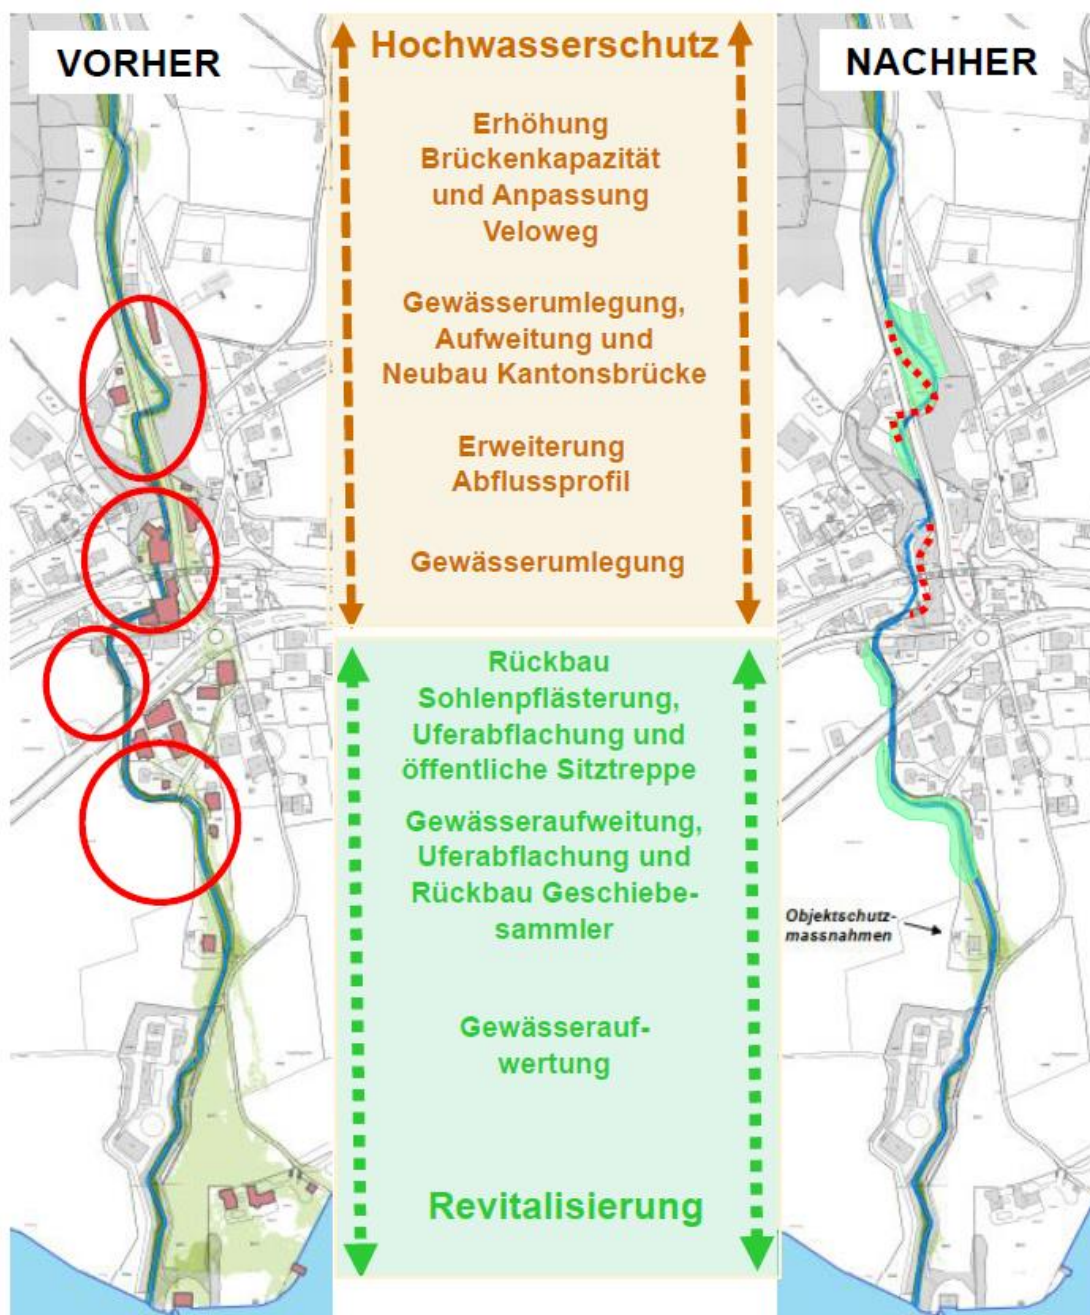 VORHER
Hochwasserschutz
NACHHER
Erhöhung
Brückenkapazität
und Anpassung
Veloweg
Gewässerumlegung,
Aufweitung und
Neubau Kantonsbrücke
Erweiterung
Abflussprofil
Gewässerumlegung
Rückbau
Sohlenpflästerung,
Uferabflachung und
öffentliche Sitztreppe
Gewässeraufweitung,
Uferabflachung und
Rückbau Geschiebe-
sammler
Objektschutz-
massnahmen
Gewässerauf-
wertung
Revitalisierung